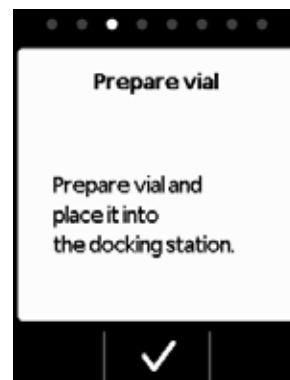 Prepare vial
Prepare vial and
place it into
the docking station.